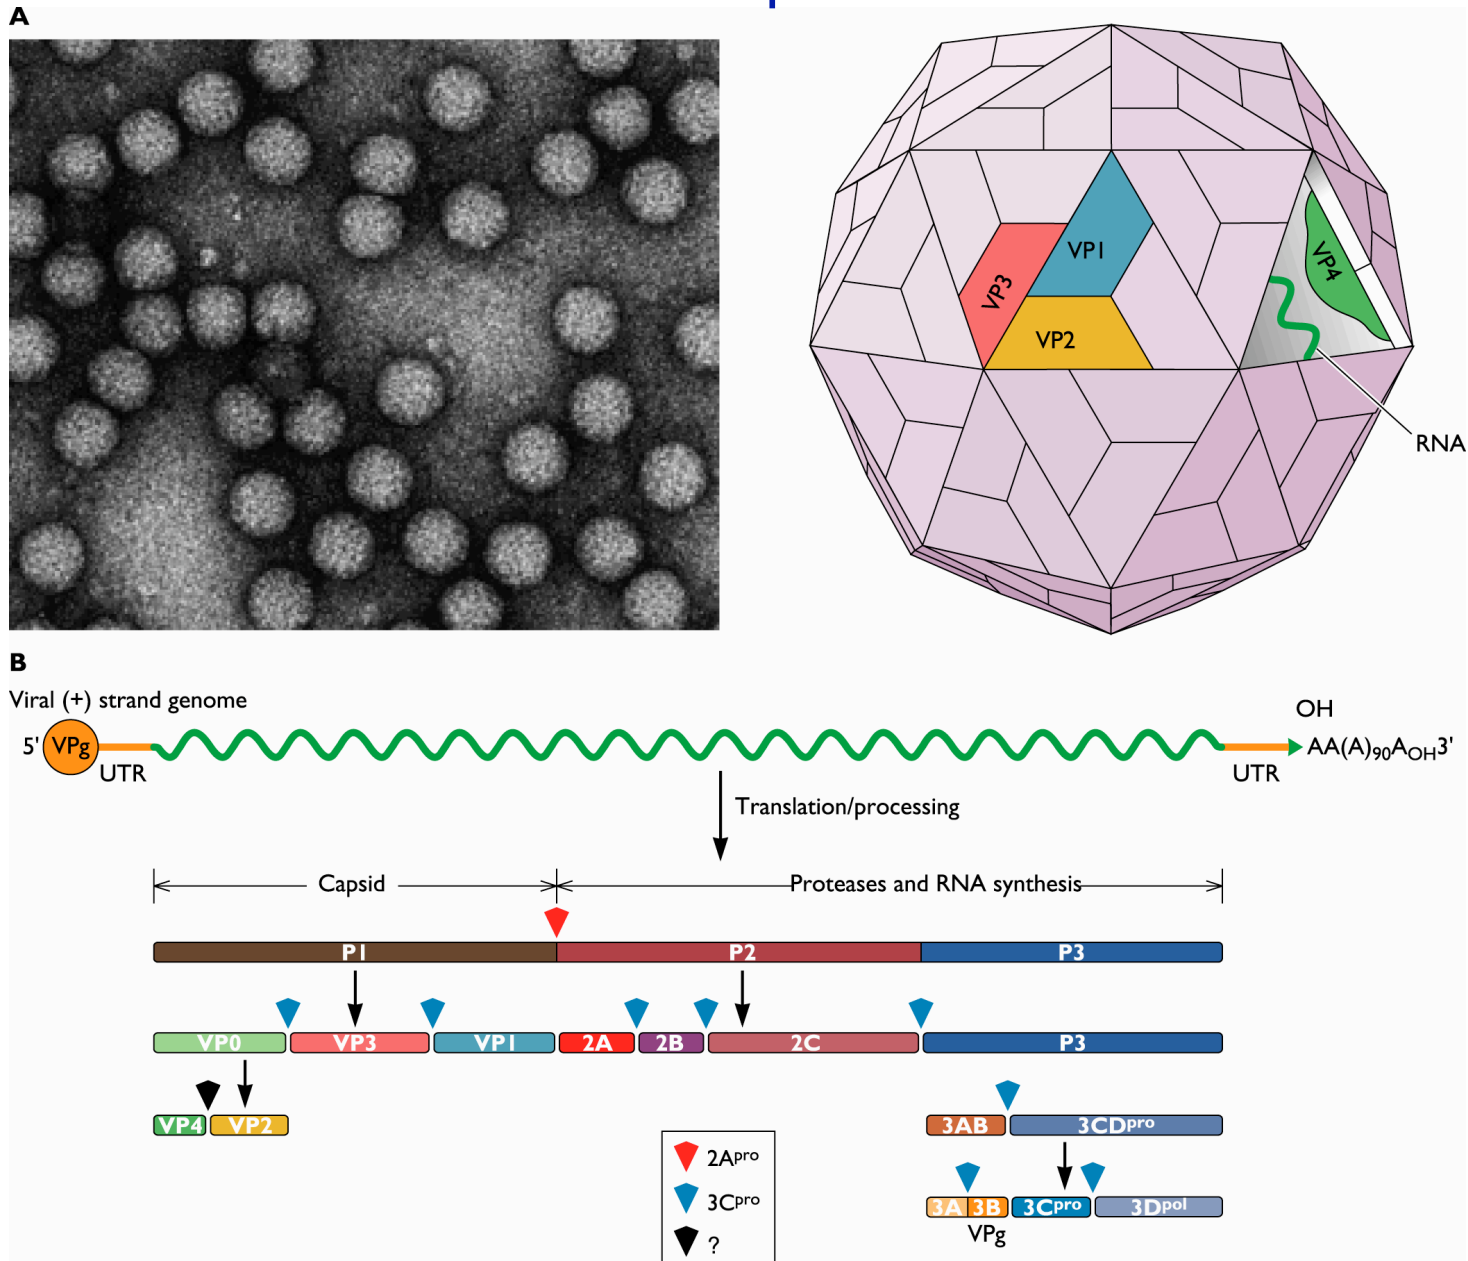 A
VP1
VP3
VP2
VP4
RNA
B
Viral (+) strand genome
OH
5' VPg
AA(A)90AOH3'
UTR
UTR
Translation/processing
Capsid
Proteases and RNA synthesis
P1 P2 P3
VP0 VP3 VP1 2A 2B 2C P3
VP4 VP2 3AB 3CDpro
2Apro
3A 3B 3Cpro 3Dpol
3Cpro
VPg
?